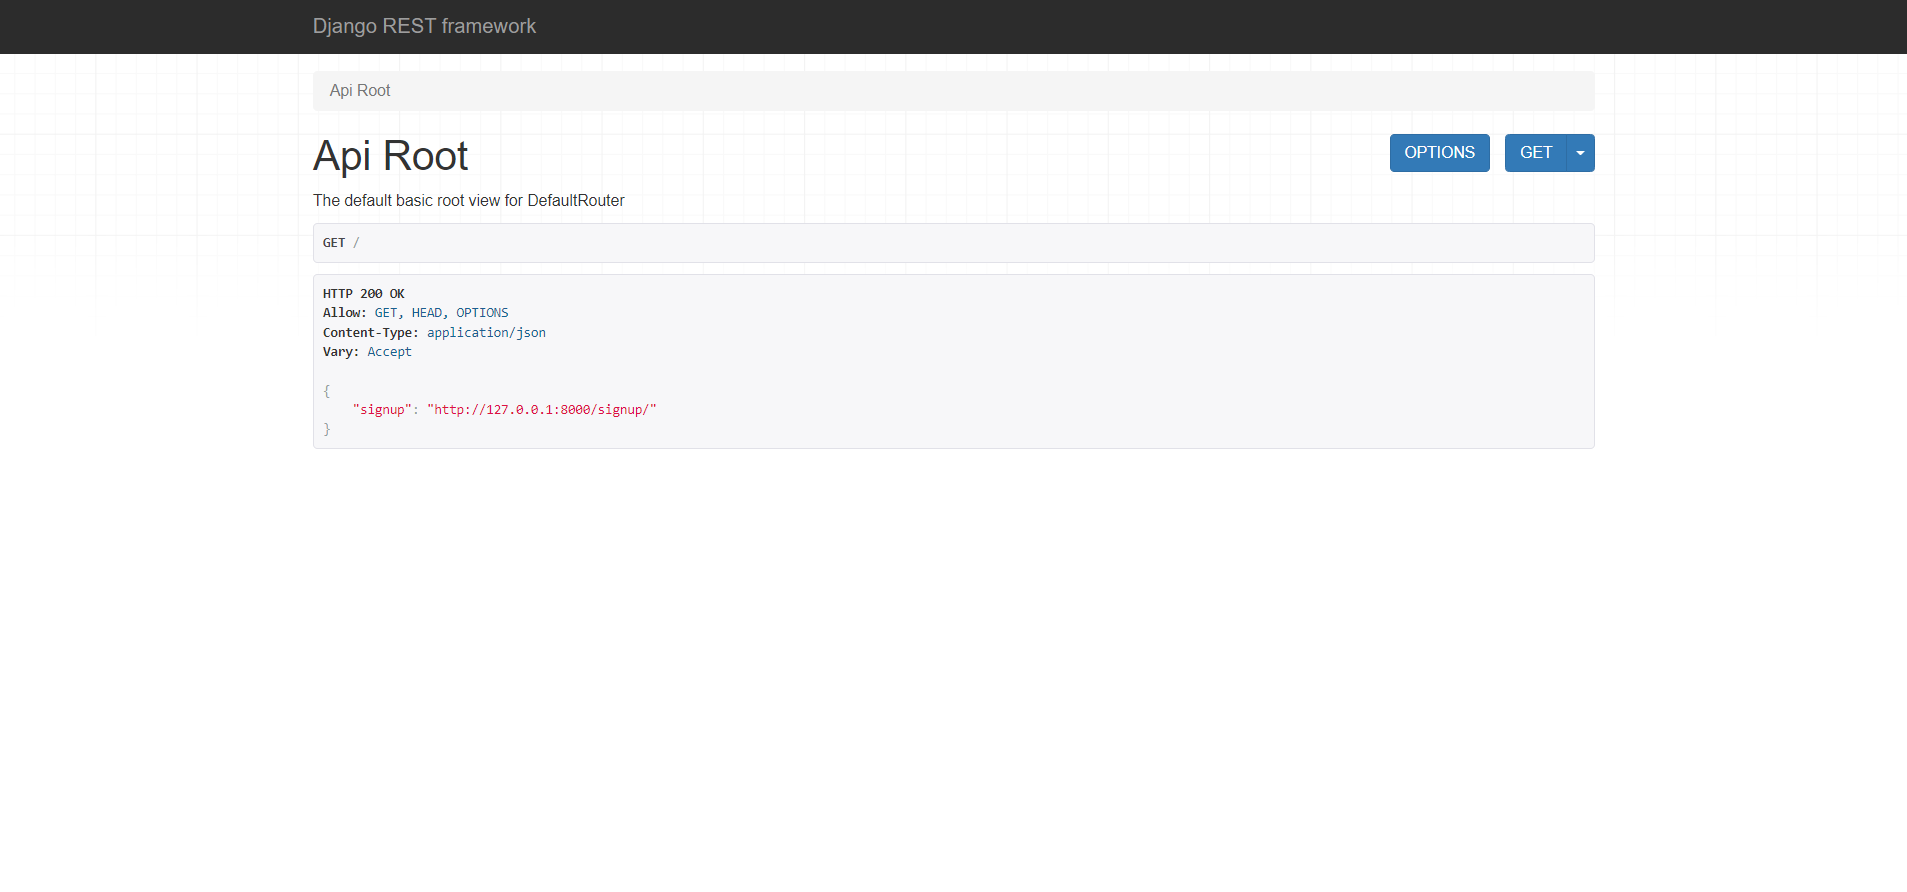 Django REST framework
Api Root
Api Root
OPTIONS
GET
The default basic root view for DefaultRouter
GET /
HTTP 200 OK
Allow: GET, HEAD, OPTIONS
Content-Type: application/json
Vary: Accept
{
    "signup": "http://127.0.0.1:8000/signup/"
}